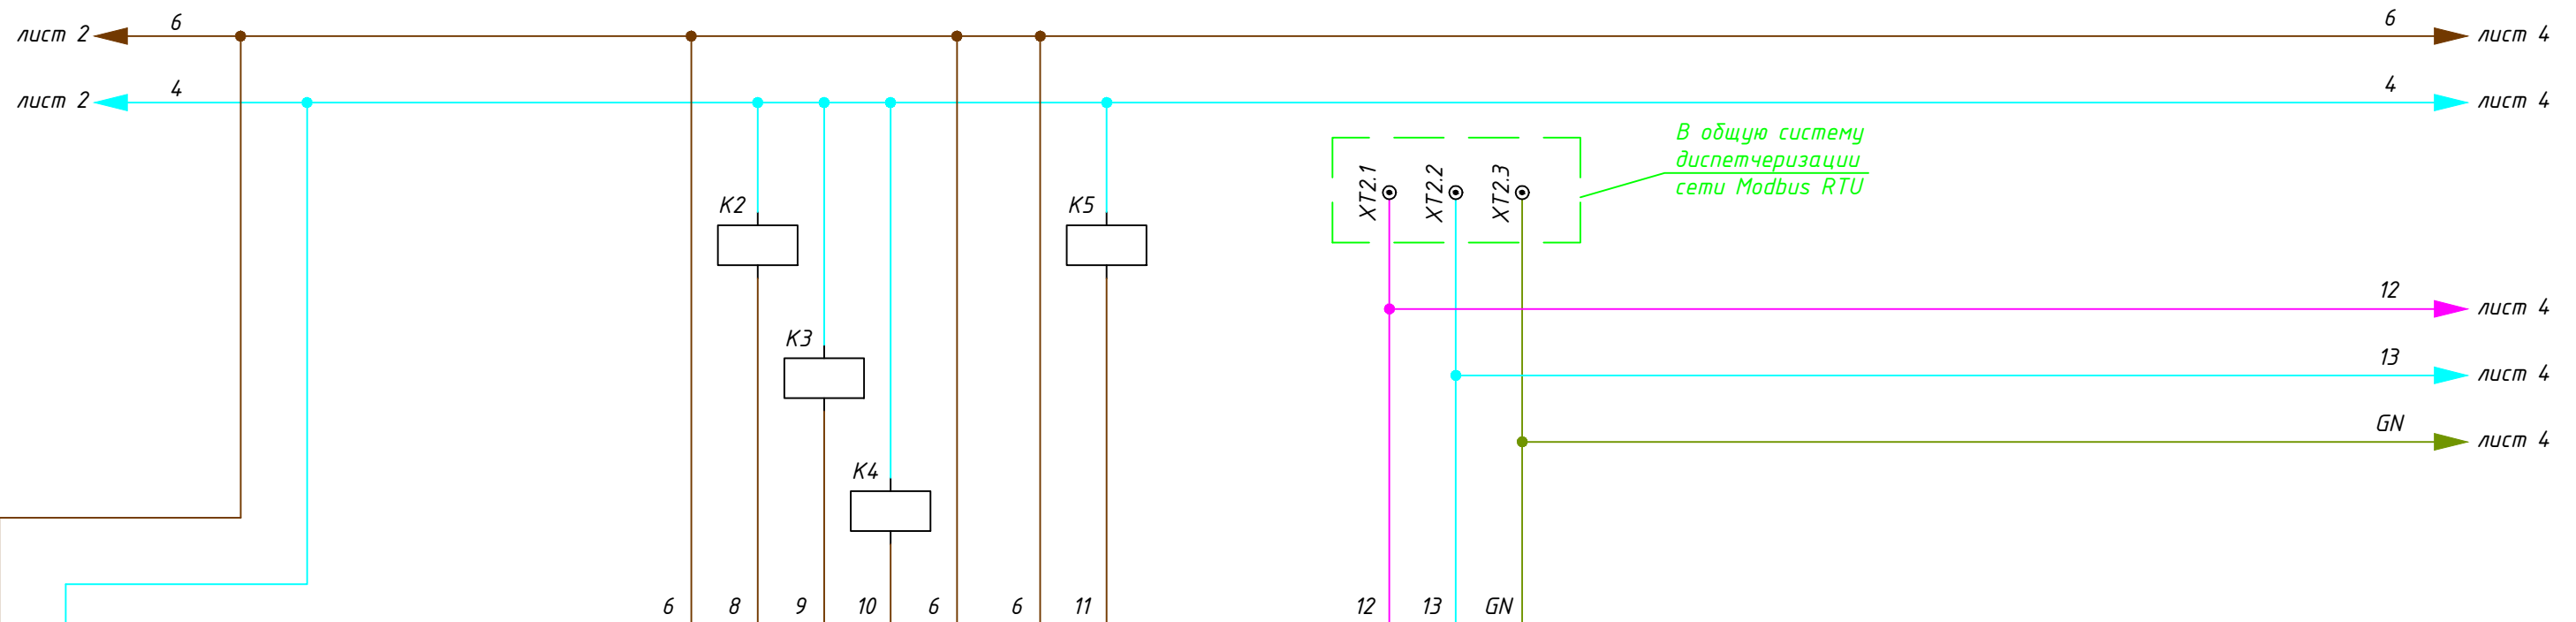 лист 2
6
6
лист 4
лист 2
4
4
лист 4
В общую систему
диспетчеризации
сети Modbus RTU
XT2.1
XT2.2
XT2.3
K2
K5
12
лист 4
K3
13
лист 4
GN
лист 4
K4
6
8
9
10
6
6
11
12
13
GN